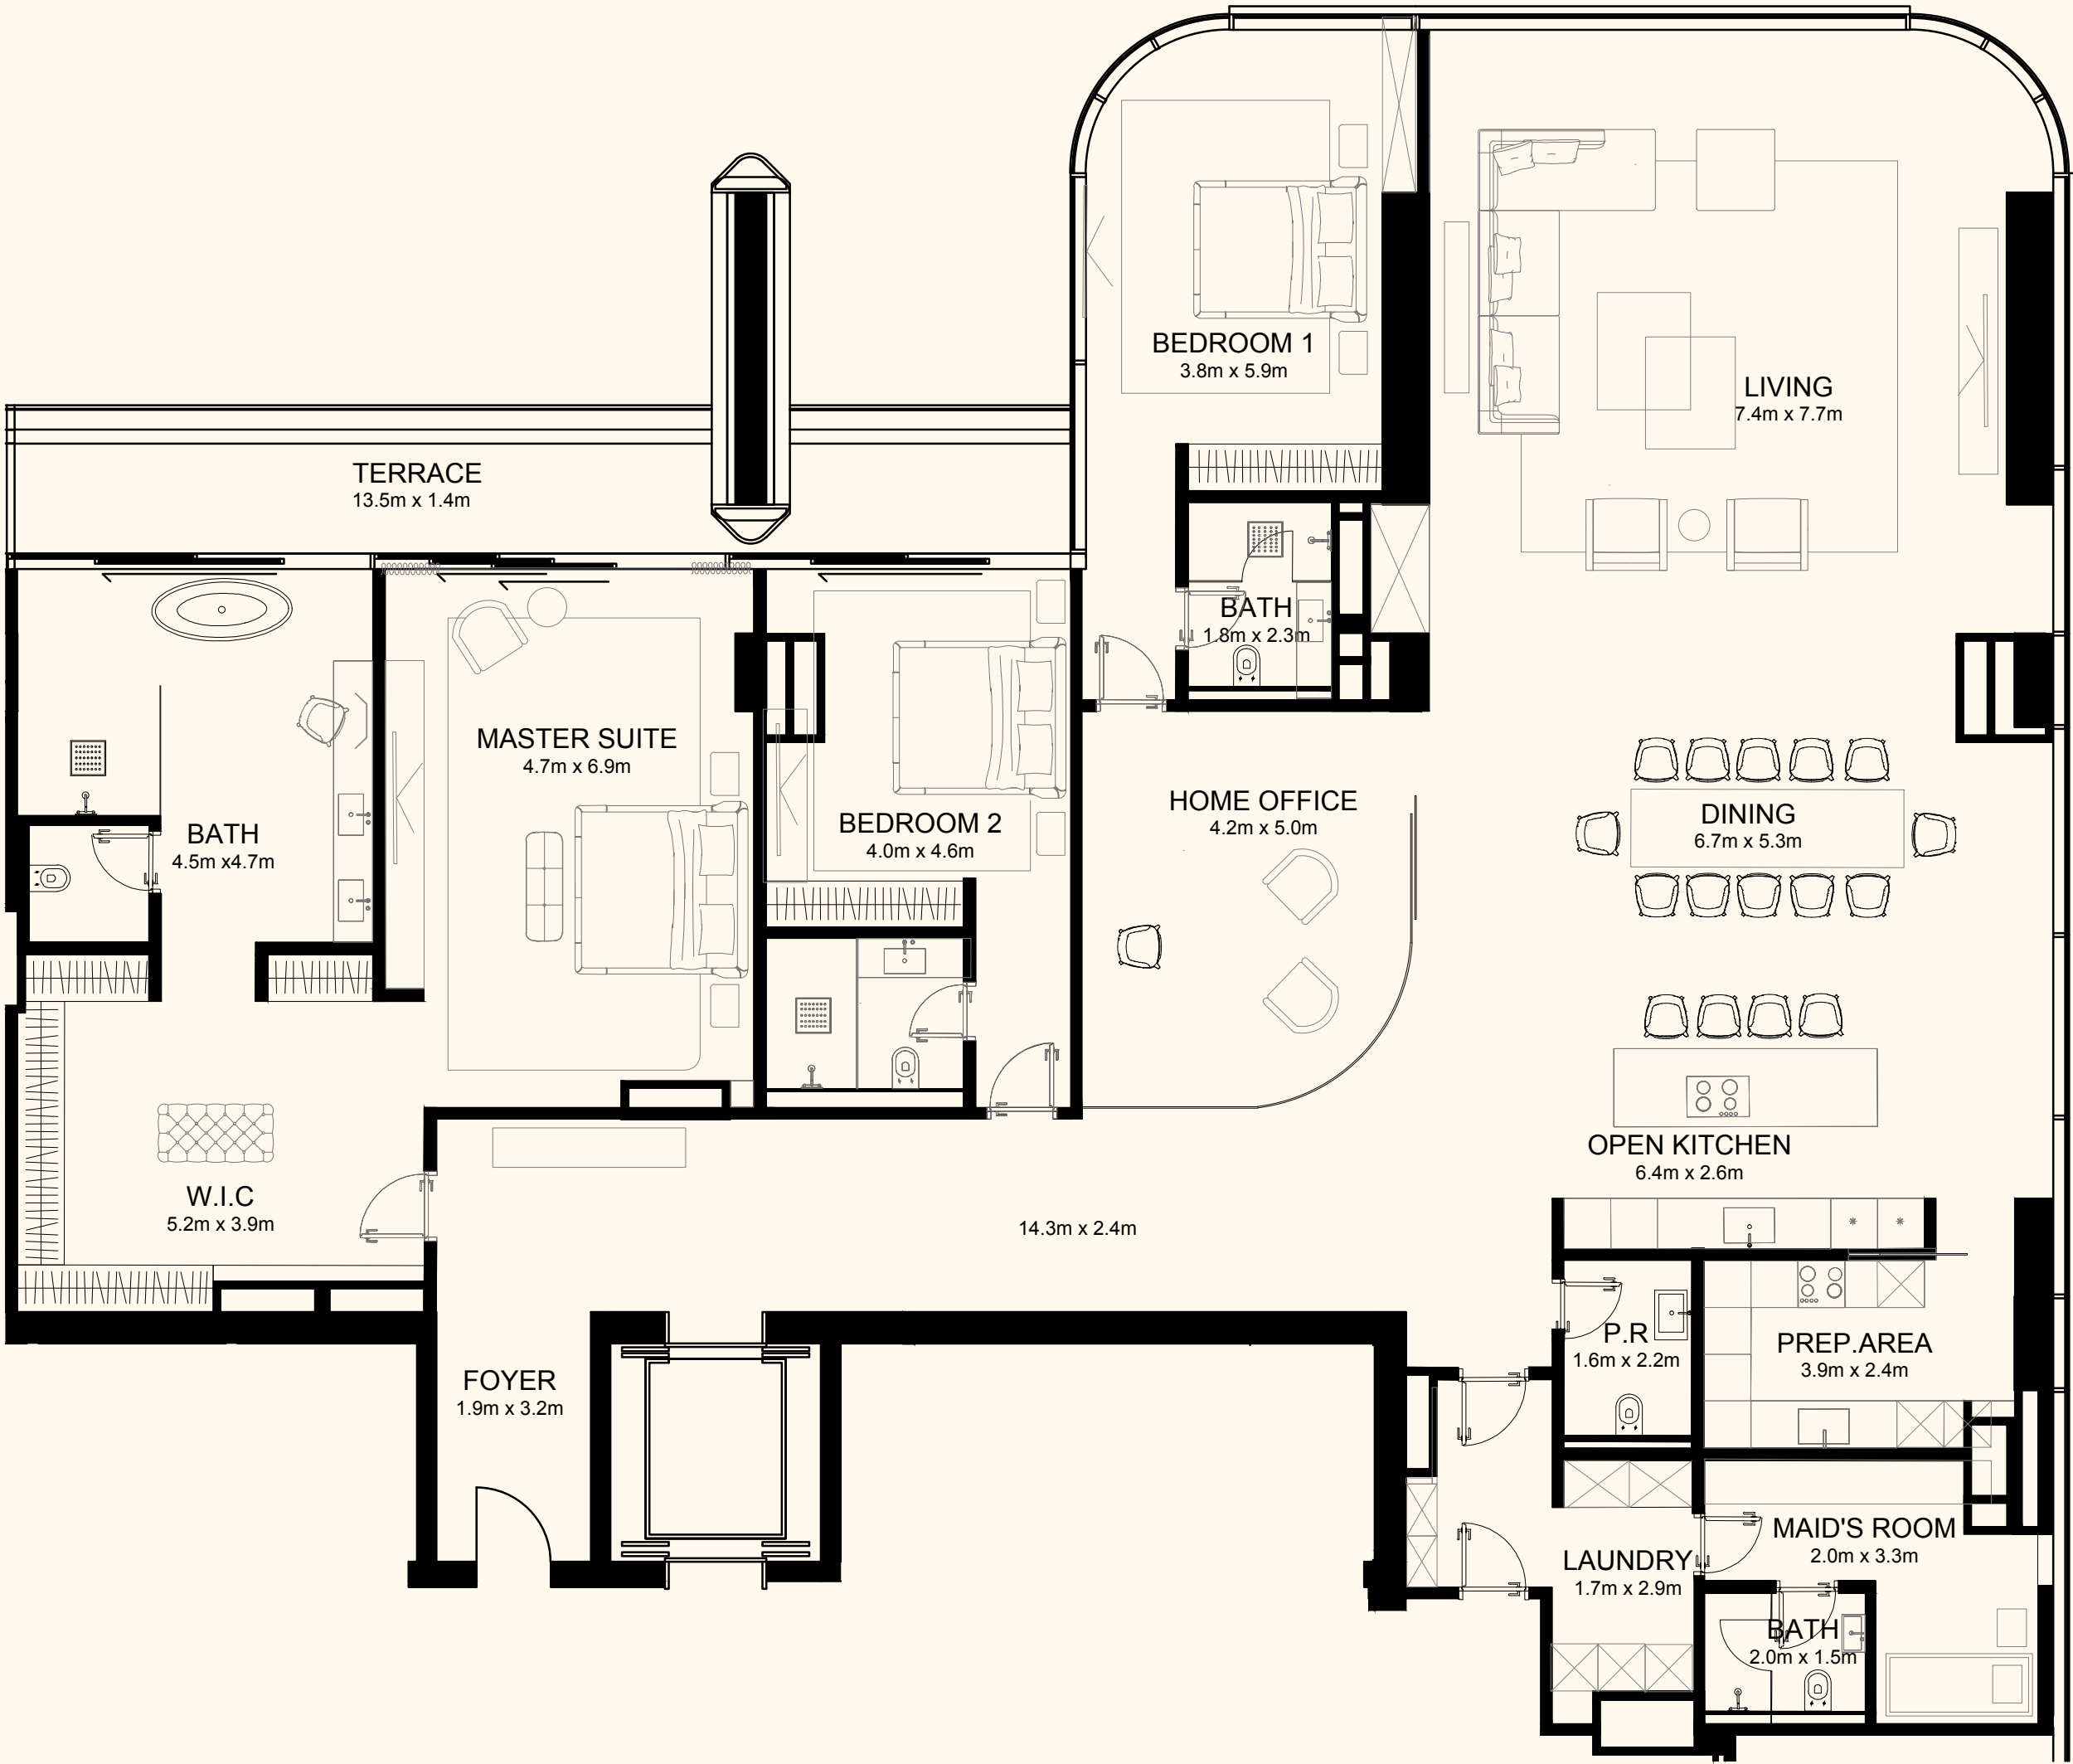 BEDROOM 1
3.8m x 5.9m
LIVING
7.4m x 7.7m
TERRACE
13.5m x 1.4m
BATH
1.8m x 2.3m
MASTER SUITE
4.7m x 6.9m
BEDROOM 2
4.0m x 4.6m
HOME OFFICE
4.2m x 5.0m
DINING
6.7m x 5.3m
BATH
4.5m x4.7m
OPEN KITCHEN
6.4m x 2.6m
W.I.C
5.2m x 3.9m
14.3m x 2.4m
P.R
1.6m x 2.2m
PREP.AREA
3.9m x 2.4m
FOYER
1.9m x 3.2m
MAID'S ROOM
2.0m x 3.3m
LAUNDRY
1.7m x 2.9m
BATH
2.0m x 1.5m